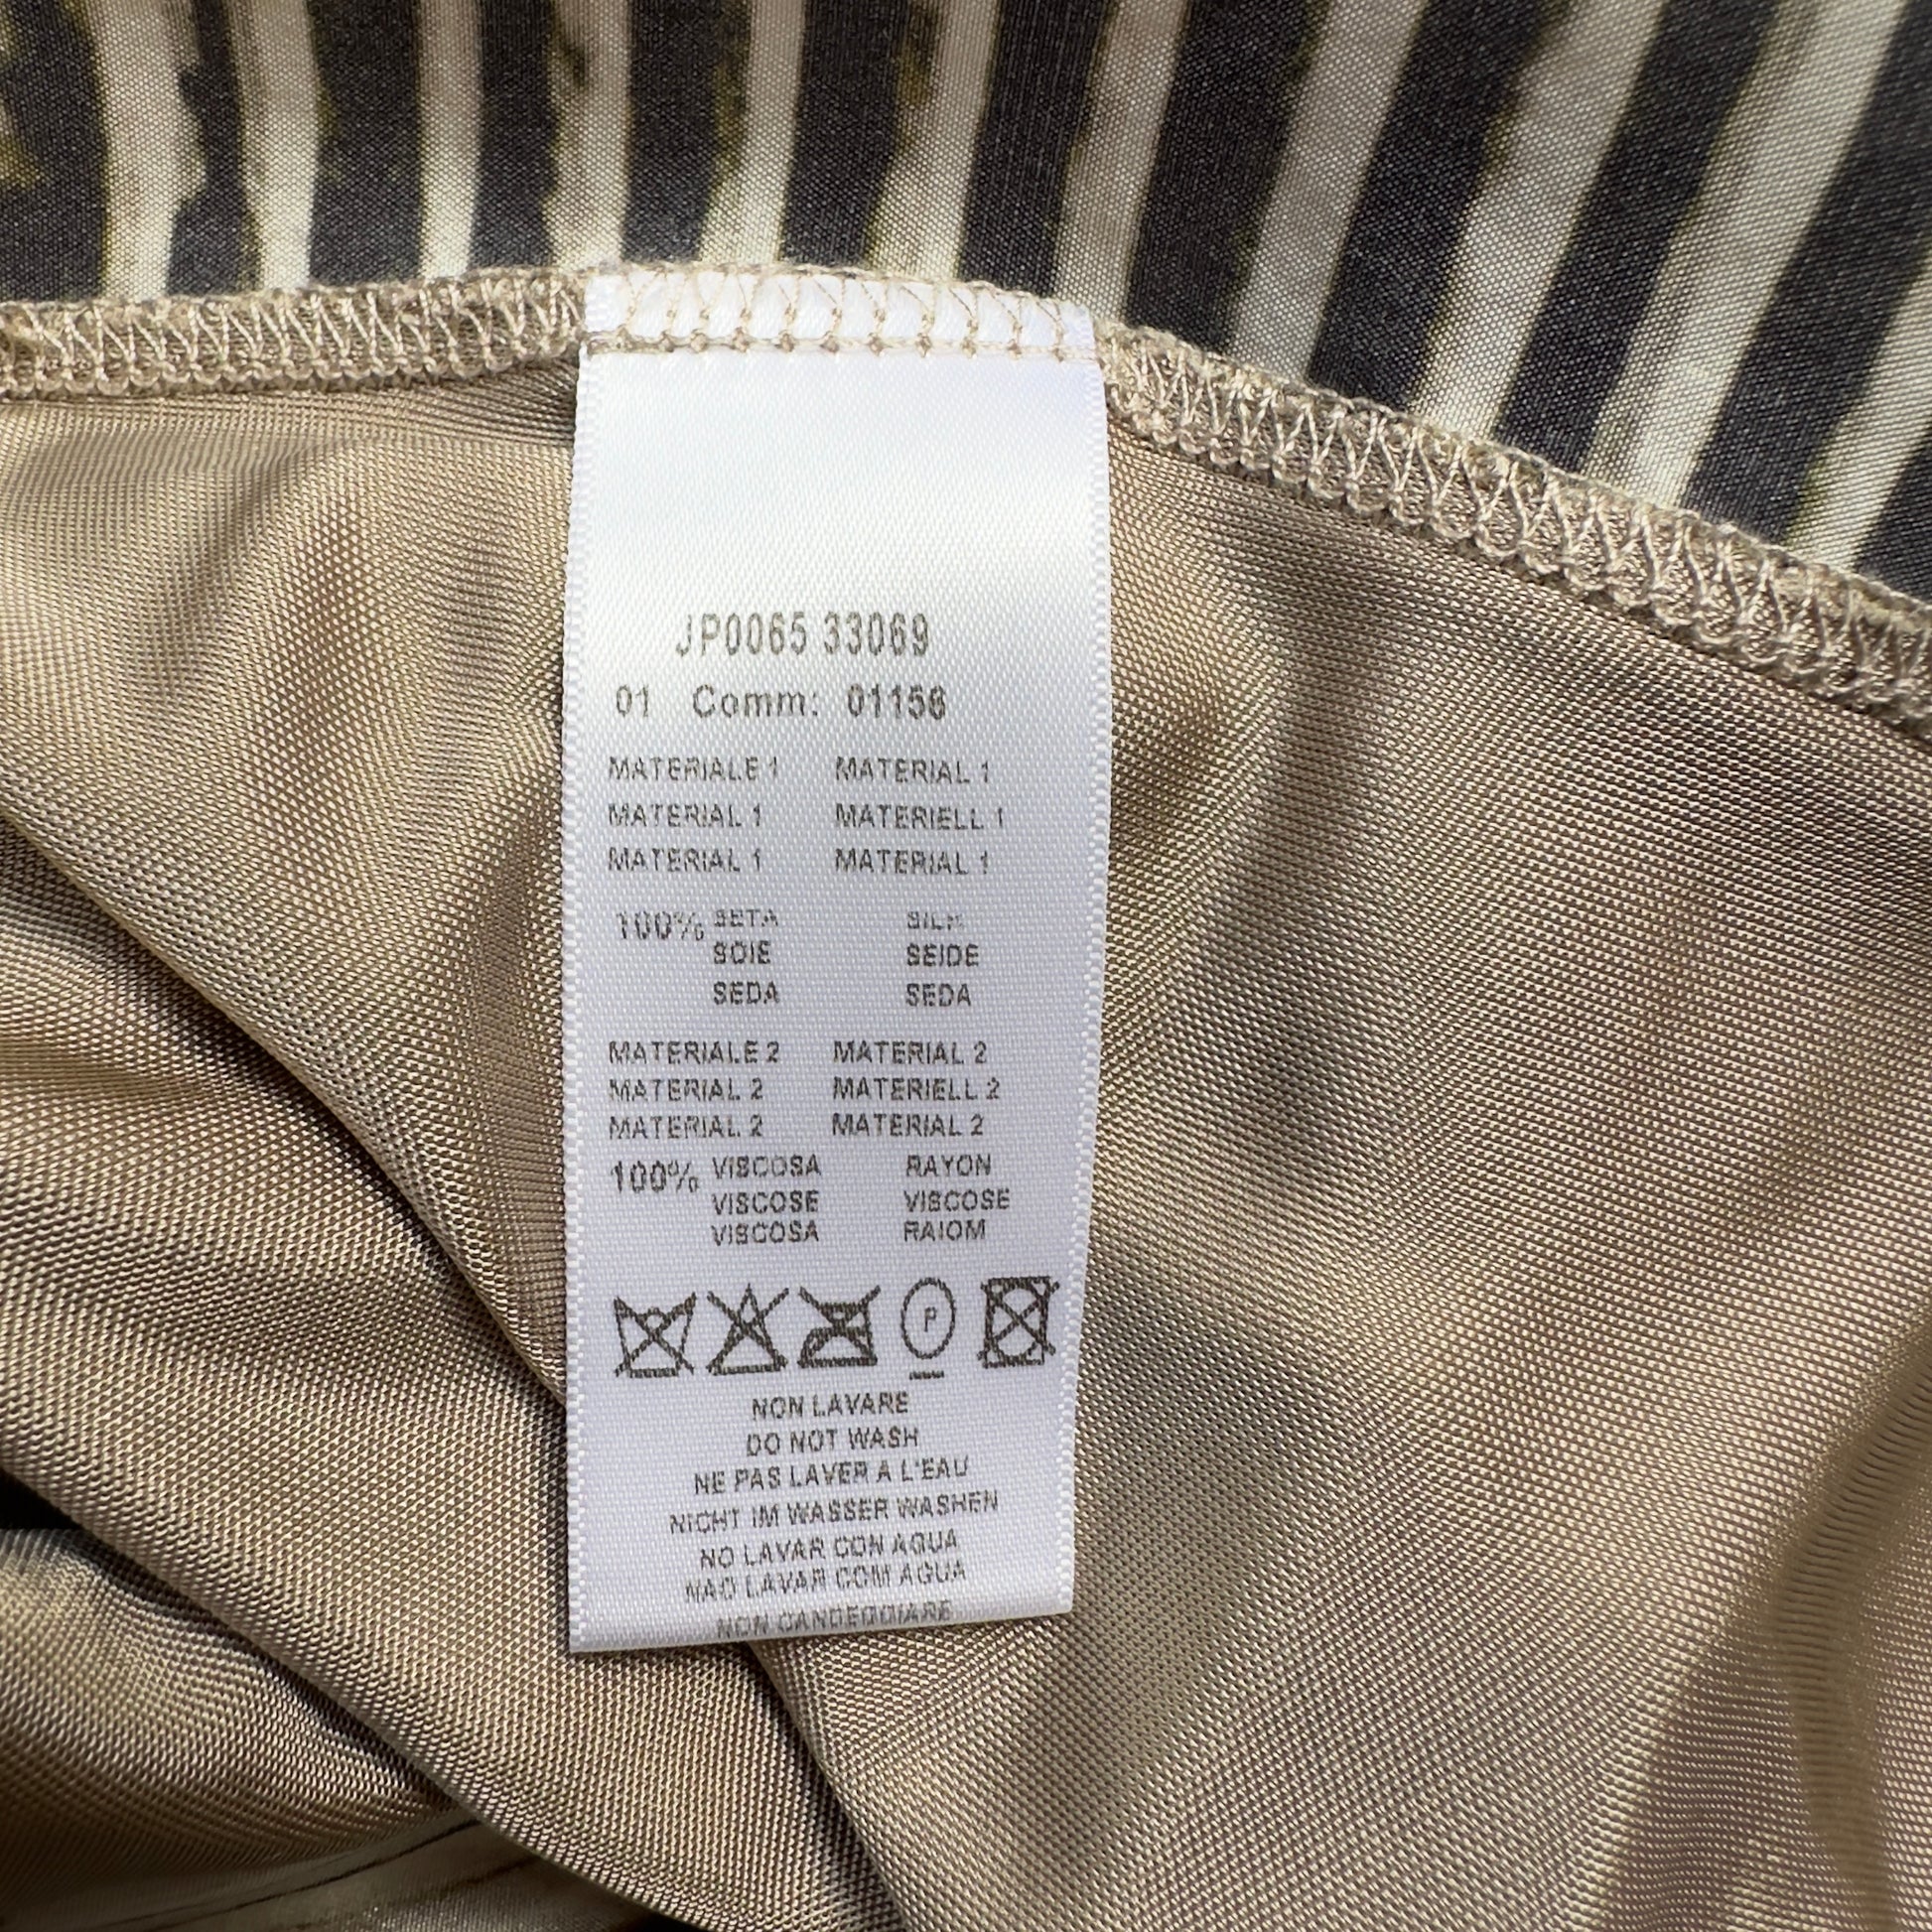 JP0065 33069
01 Comm: 01156
MATERIALE 1 MATERIAL 1
MATERIAL 1 MATERIELL 1
MATERIAL 1 MATERIAL 1
100% SETA SILK
SOIE SEIDE
SEDA SEDA
MATERIALE 2 MATERIAL 2
MATERIAL 2 MATERIELL 2
MATERIAL 2 MATERIAL 2
100% VISCOSA RAYON
VISCOSE VISCOSE
VISCOSA RAIOM
P
NON LAVARE
DO NOT WASH
NE PAS LAVER A L'EAU
NICHT IM WASSER WASHEN
NO LAVAR CON AGUA
NAO LAVAR COM AGUA
NON CANDEGGIARE